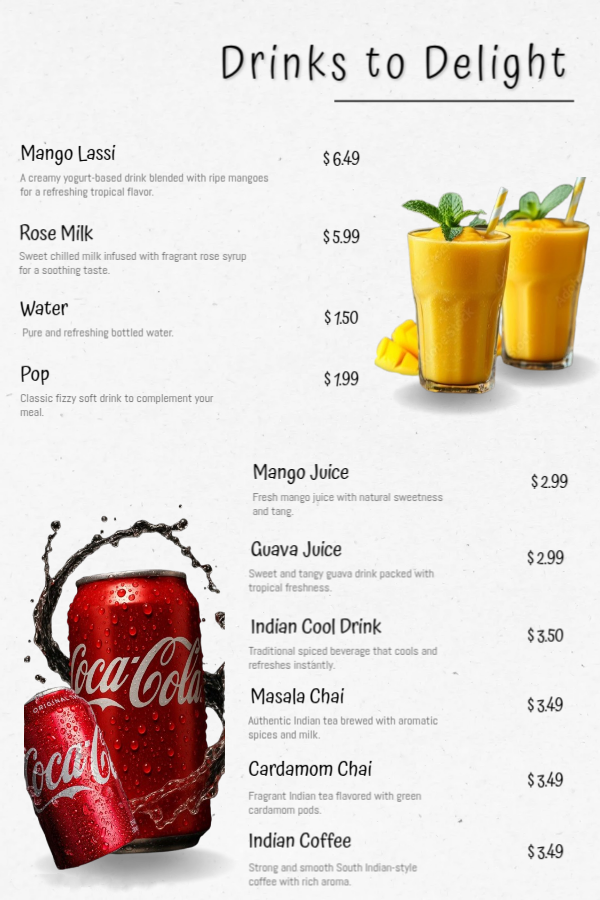 Drinks to Delight
Mango Lassi
$ 6.49
A creamy yogurt-based drink blended with ripe mangoes
for a refreshing tropical flavor.
Rose Milk
$ 5.99
Sweet chilled milk infused with fragrant rose syrup
for a soothing taste.
Water
$ 1.50
Pure and refreshing bottled water.
Pop
$ 1.99
Classic fizzy soft drink to complement your
meal.
Mango Juice
$ 2.99
Fresh mango juice with natural sweetness
and tang.
Guava Juice
$ 2.99
Sweet and tangy guava drink packed with
tropical freshness.
Indian Cool Drink
$ 3.50
Traditional spiced beverage that cools and
refreshes instantly.
Masala Chai
$ 3.49
Authentic Indian tea brewed with aromatic
spices and milk.
Cardamom Chai
$ 3.49
Fragrant Indian tea flavored with green
cardamom pods.
Indian Coffee
$ 3.49
Strong and smooth South Indian-style
coffee with rich aroma.
Coca-Cola
ORIGINAL
Coca-C